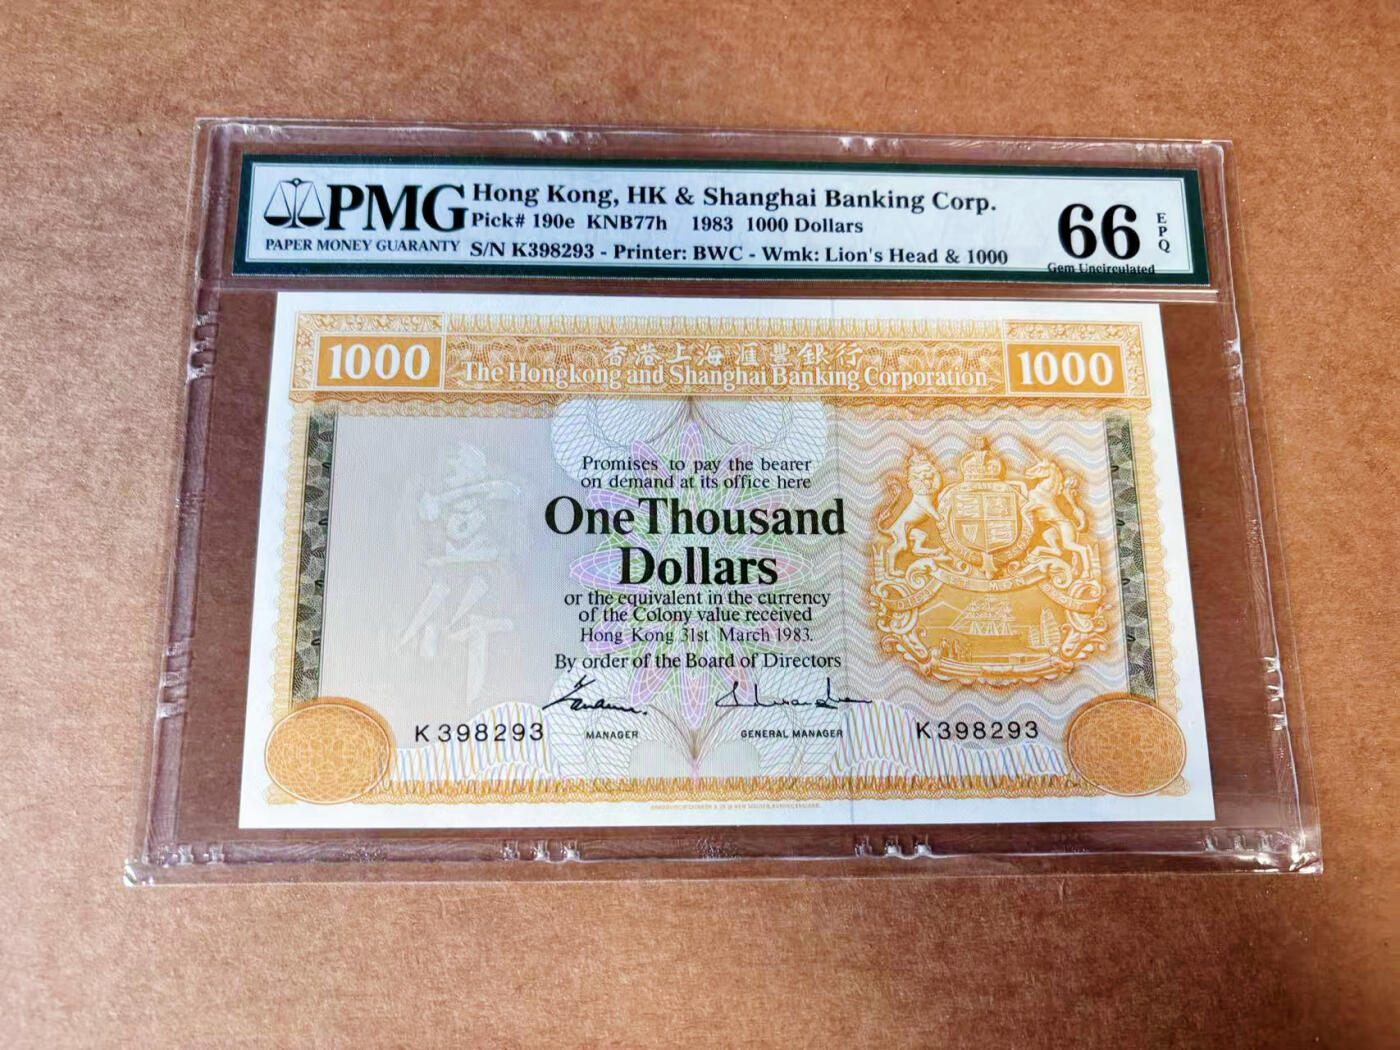 PMG
PAPER MONEY GUARANTY
Hong Kong, HK & Shanghai Banking Corp.
Pick# 190e KNB77h 1983 1000 Dollars
S/N K398293 - Printer: BWC - Wmk: Lion's Head & 1000
66
EPQ
Gem Uncirculated
1000
香港上海滙豐銀行
The Hongkong and Shanghai Banking Corporation
1000
壹仟
Promises to pay the bearer
on demand at its office here
One Thousand
Dollars
or the equivalent in the currency
of the Colony value received
Hong Kong 31st March 1983.
By order of the Board of Directors
K 398293
MANAGER
GENERAL MANAGER
K 398293